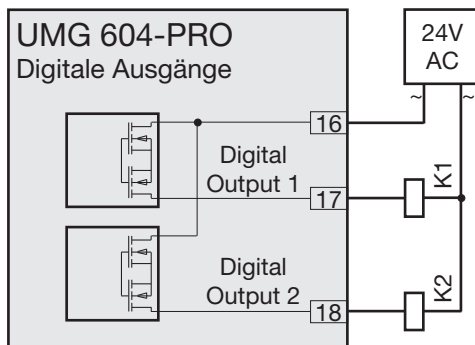 UMG 604-PRO
Digitale Ausgänge
24V
AC
~ ~
16
Digital
Output 1
17
K1
Digital
Output 2
18
K2